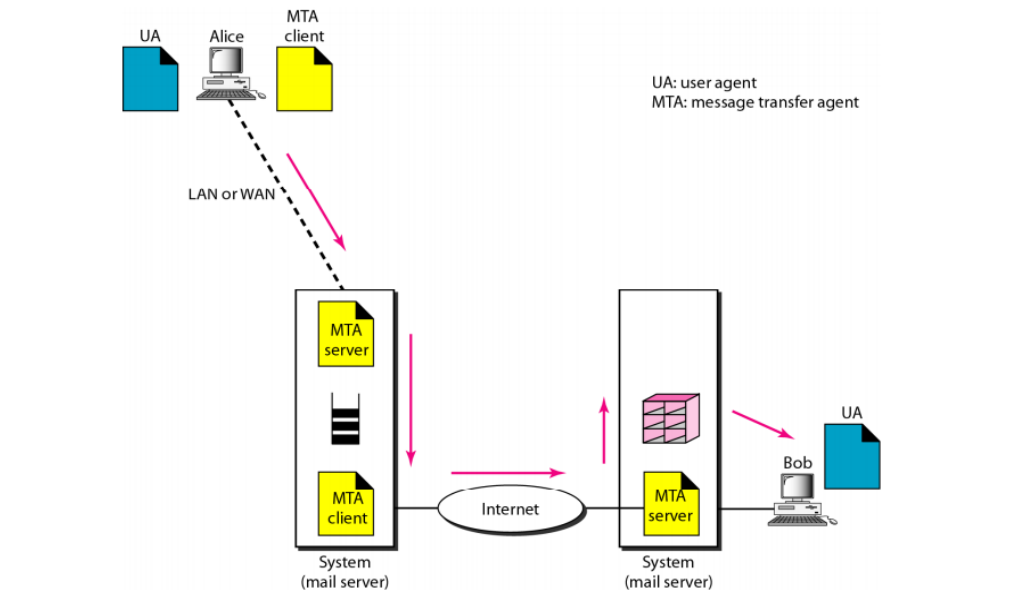 MTA
client
UA
Alice
UA: user agent
MTA: message transfer agent
LAN or WAN
MTA
server
MTA
client
System
(mail server)
Internet
UA
Bob
MTA
server
System
(mail server)